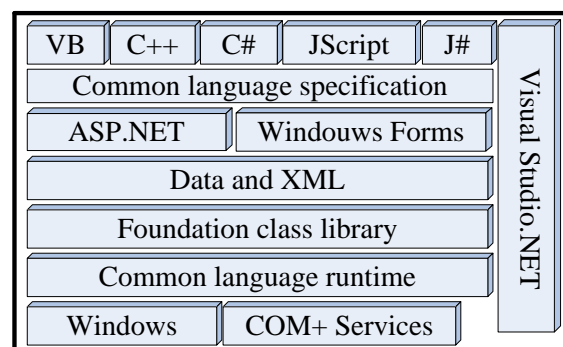 VB C++ C# JScript J#
Common language specification
ASP.NET Windouws Forms
Data and XML
Foundation class library
Common language runtime
Windows COM+ Services
Visual Studio.NET